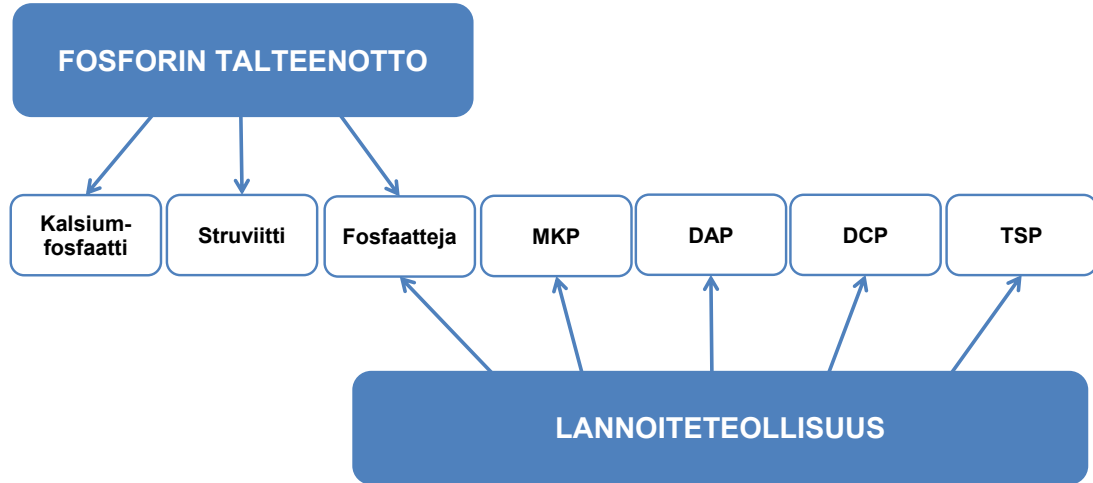 FOSFORIN TALTEENOTTO
Kalsium-
fosfaatti
Struviitti
Fosfaatteja
MKP
DAP
DCP
TSP
LANNOITETEOLLISUUS